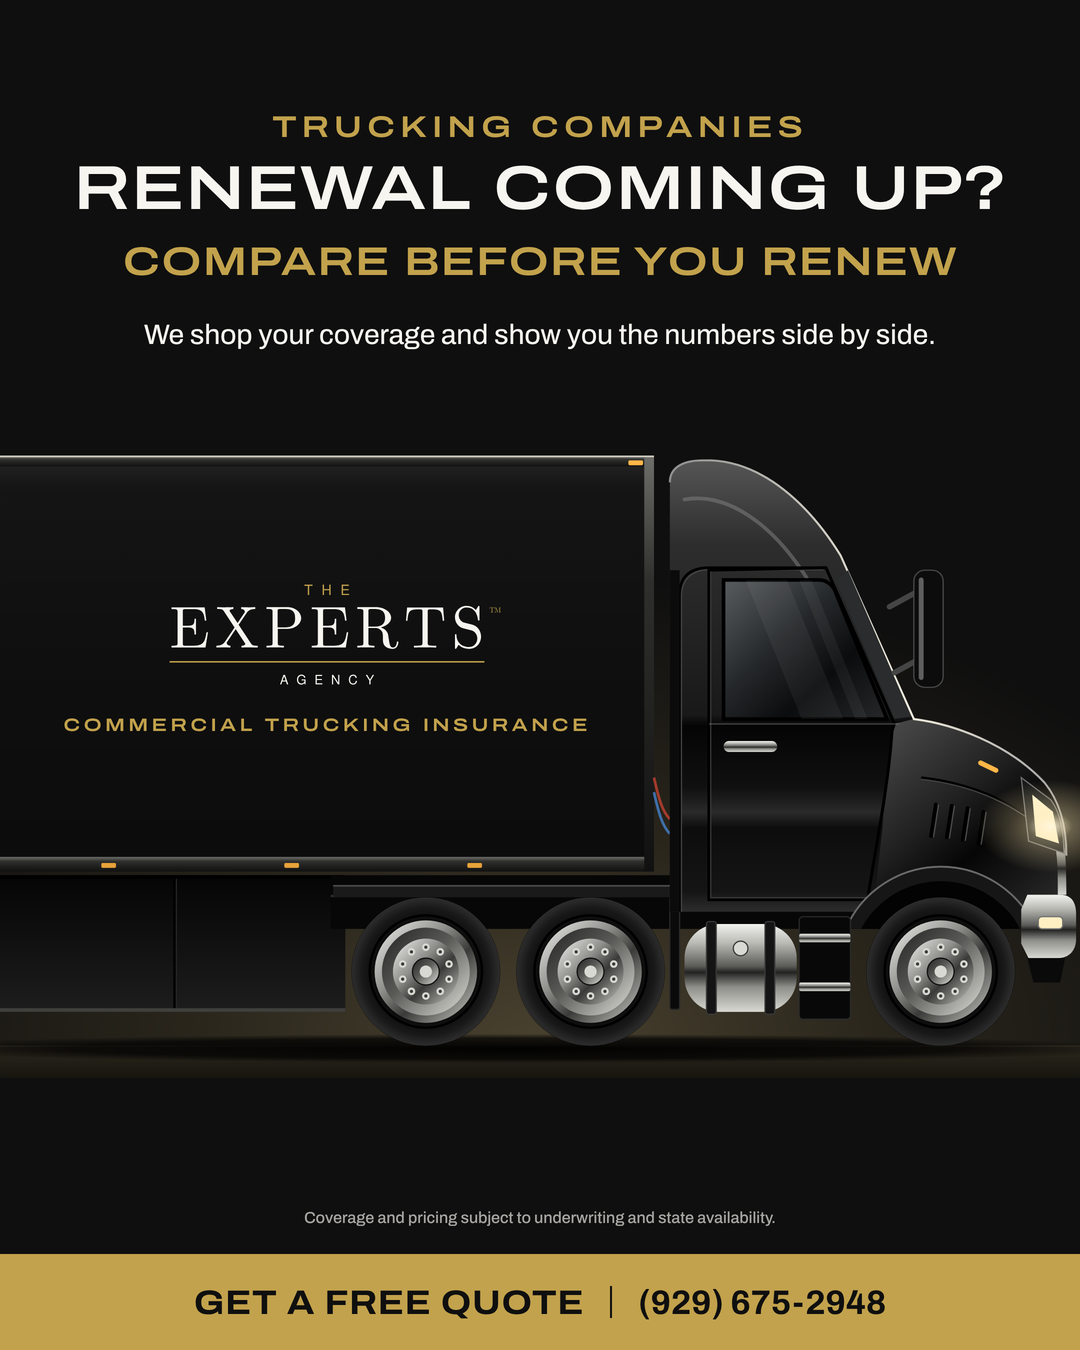 TRUCKING COMPANIES
RENEWAL COMING UP?
COMPARE BEFORE YOU RENEW
We shop your coverage and show you the numbers side by side.
THE
EXPERTS™
AGENCY
COMMERCIAL TRUCKING INSURANCE
Coverage and pricing subject to underwriting and state availability.
GET A FREE QUOTE | (929) 675-2948